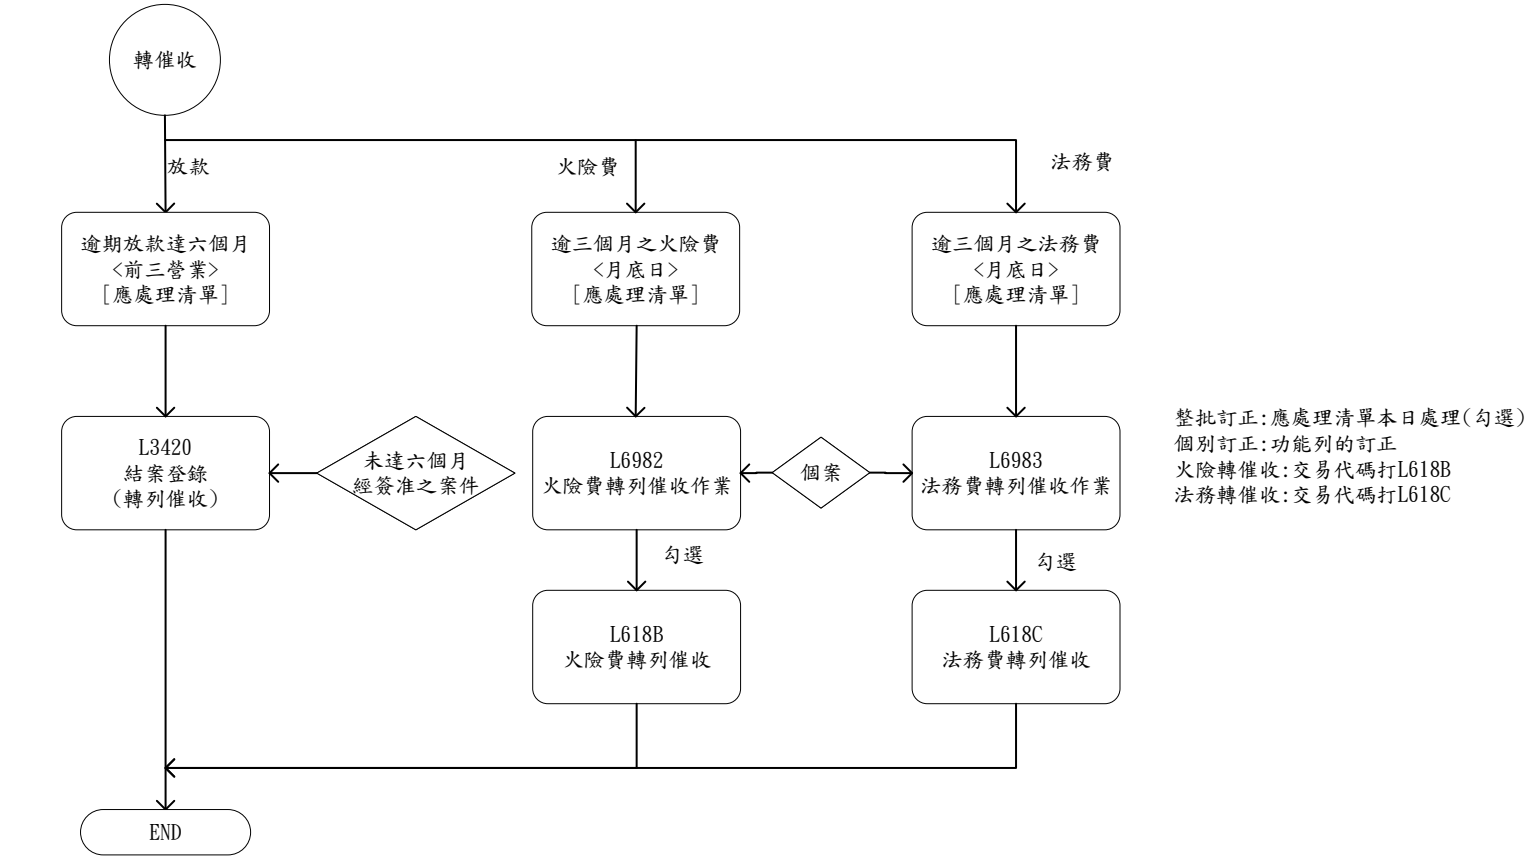 轉催收
放款
火險費
法務費
逾期放款達六個月
<前三營業>
[應處理清單]
逾三個月之火險費
<月底日>
[應處理清單]
逾三個月之法務費
<月底日>
[應處理清單]
L3420
結案登錄
(轉列催收)
未達六個月
經簽准之案件
L6982
火險費轉列催收作業
個案
L6983
法務費轉列催收作業
整批訂正:應處理清單本日處理(勾選)
個別訂正:功能列的訂正
火險轉催收:交易代碼打L618B
法務轉催收:交易代碼打L618C
勾選
勾選
L618B
火險費轉列催收
L618C
法務費轉列催收
END